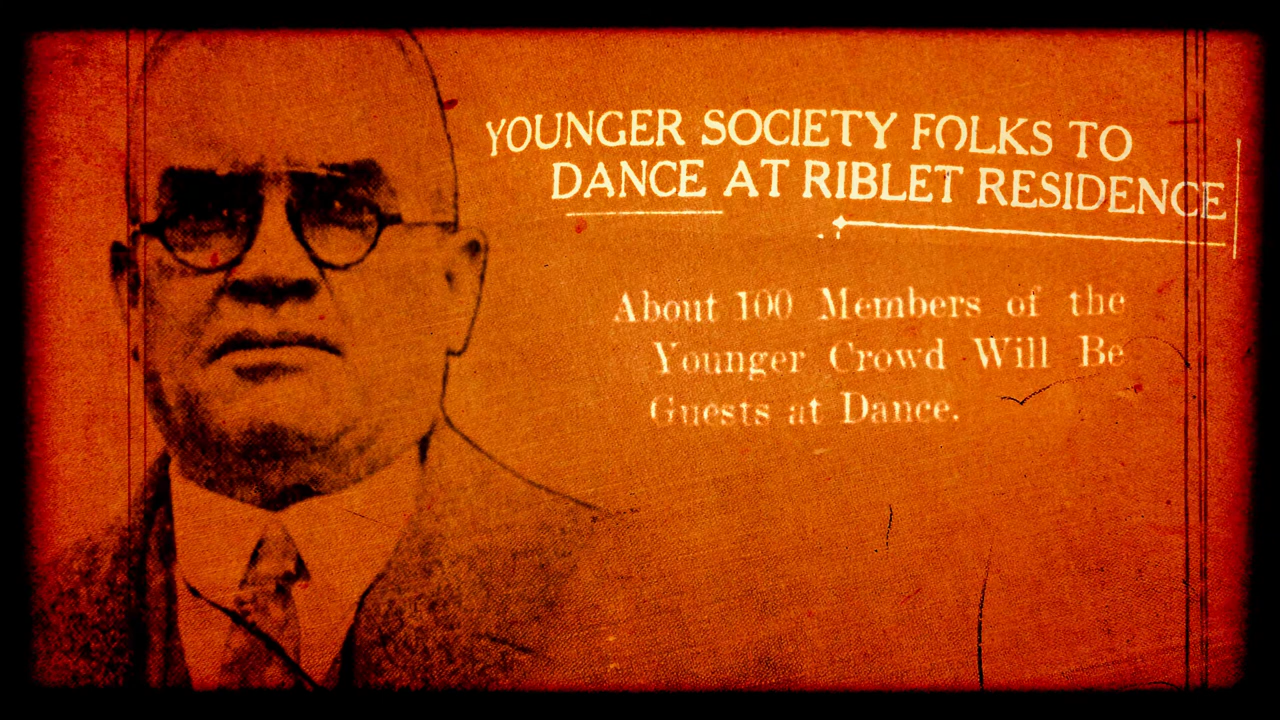 YOUNGER SOCIETY FOLKS TO
DANCE AT RIBLET RESIDENCE
About 100 Members of the
Younger Crowd Will Be
Guests at Dance.